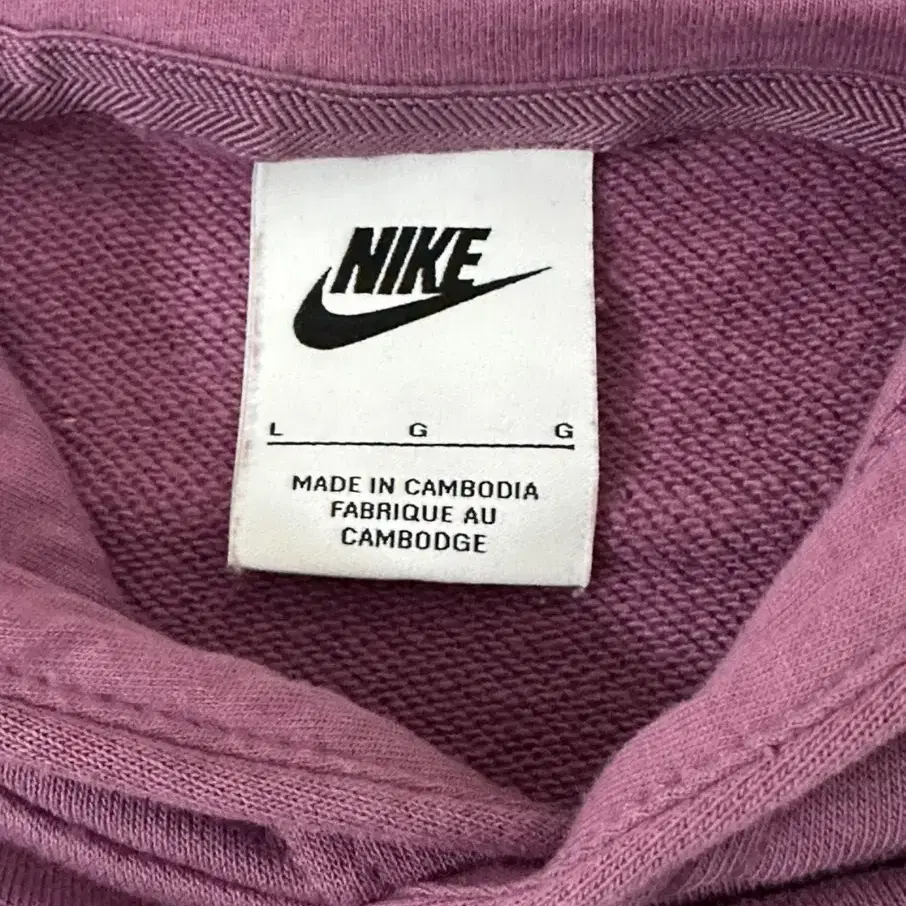 NIKE
L G G
MADE IN CAMBODIA
FABRIQUE AU
CAMBODGE